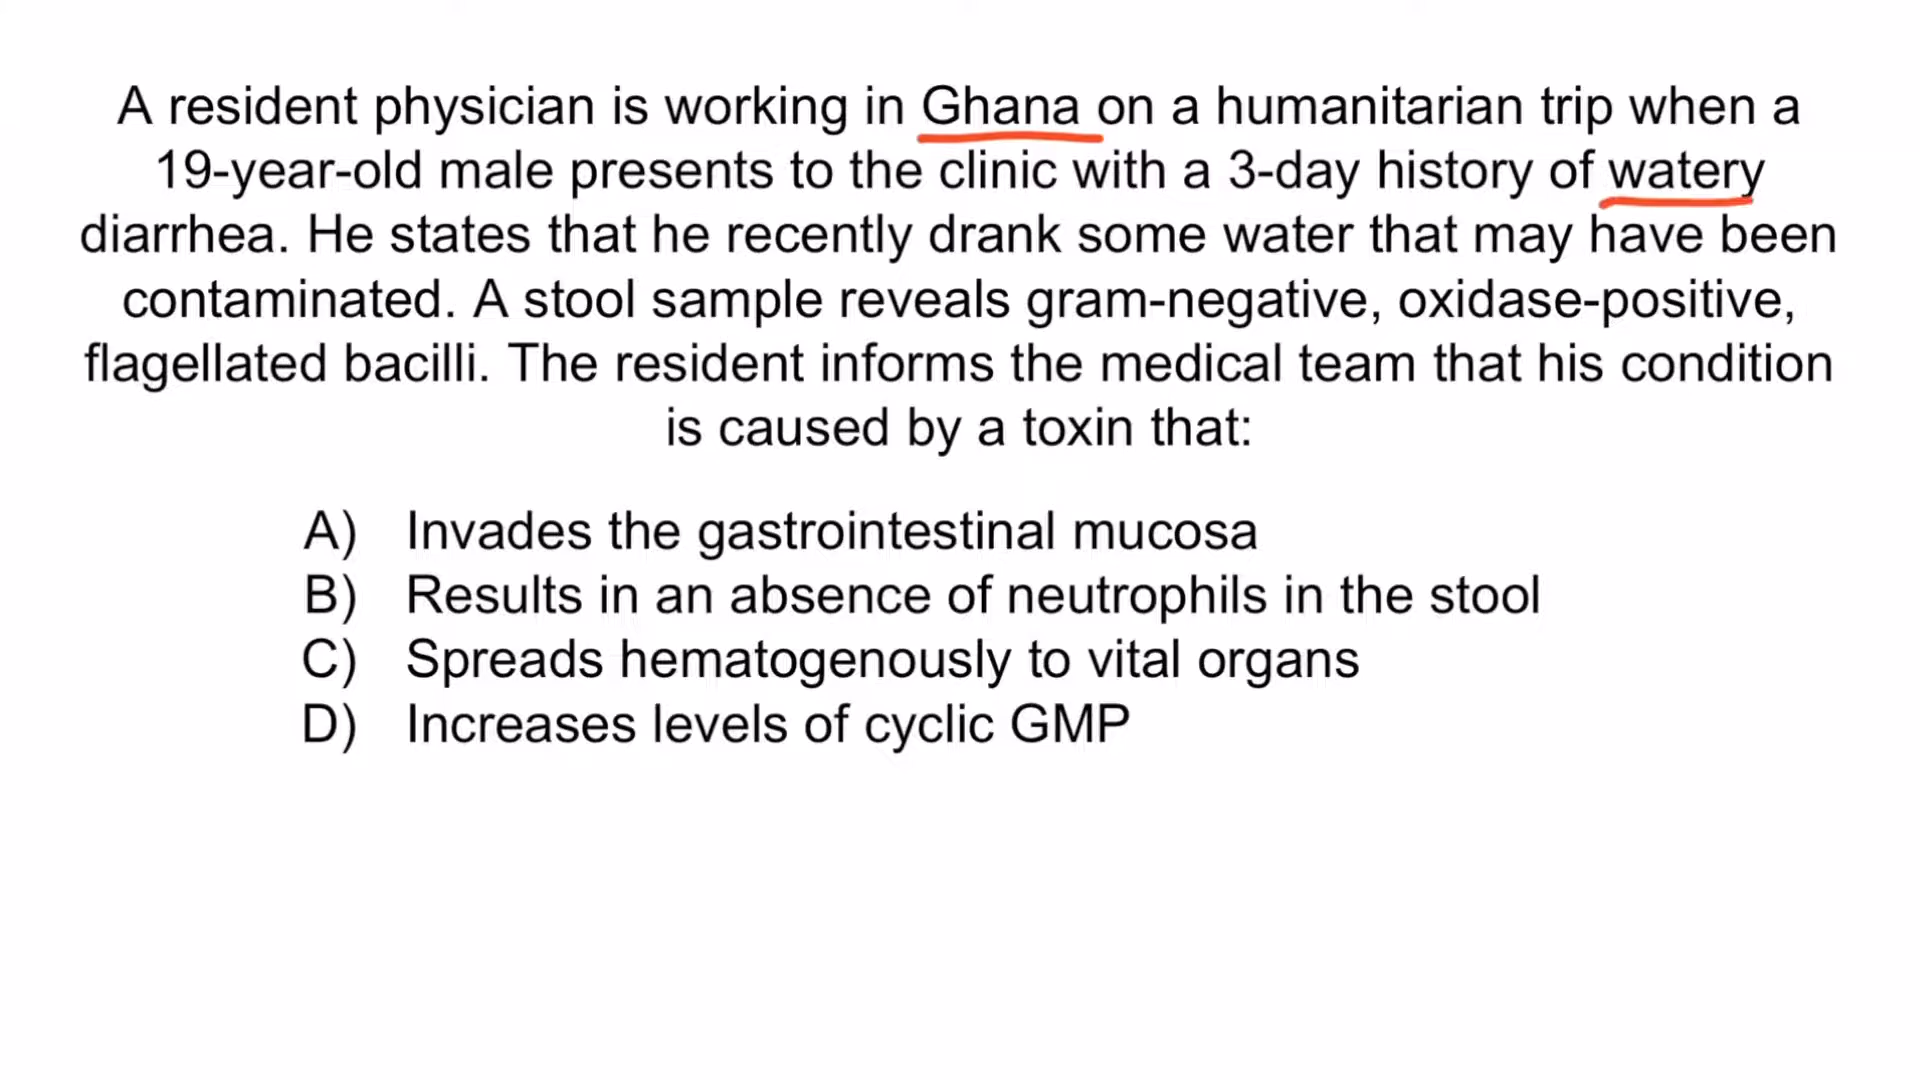 A resident physician is working in Ghana on a humanitarian trip when a
19-year-old male presents to the clinic with a 3-day history of watery
diarrhea. He states that he recently drank some water that may have been
contaminated. A stool sample reveals gram-negative, oxidase-positive,
flagellated bacilli. The resident informs the medical team that his condition
is caused by a toxin that:
A) Invades the gastrointestinal mucosa
B) Results in an absence of neutrophils in the stool
C) Spreads hematogenously to vital organs
D) Increases levels of cyclic GMP